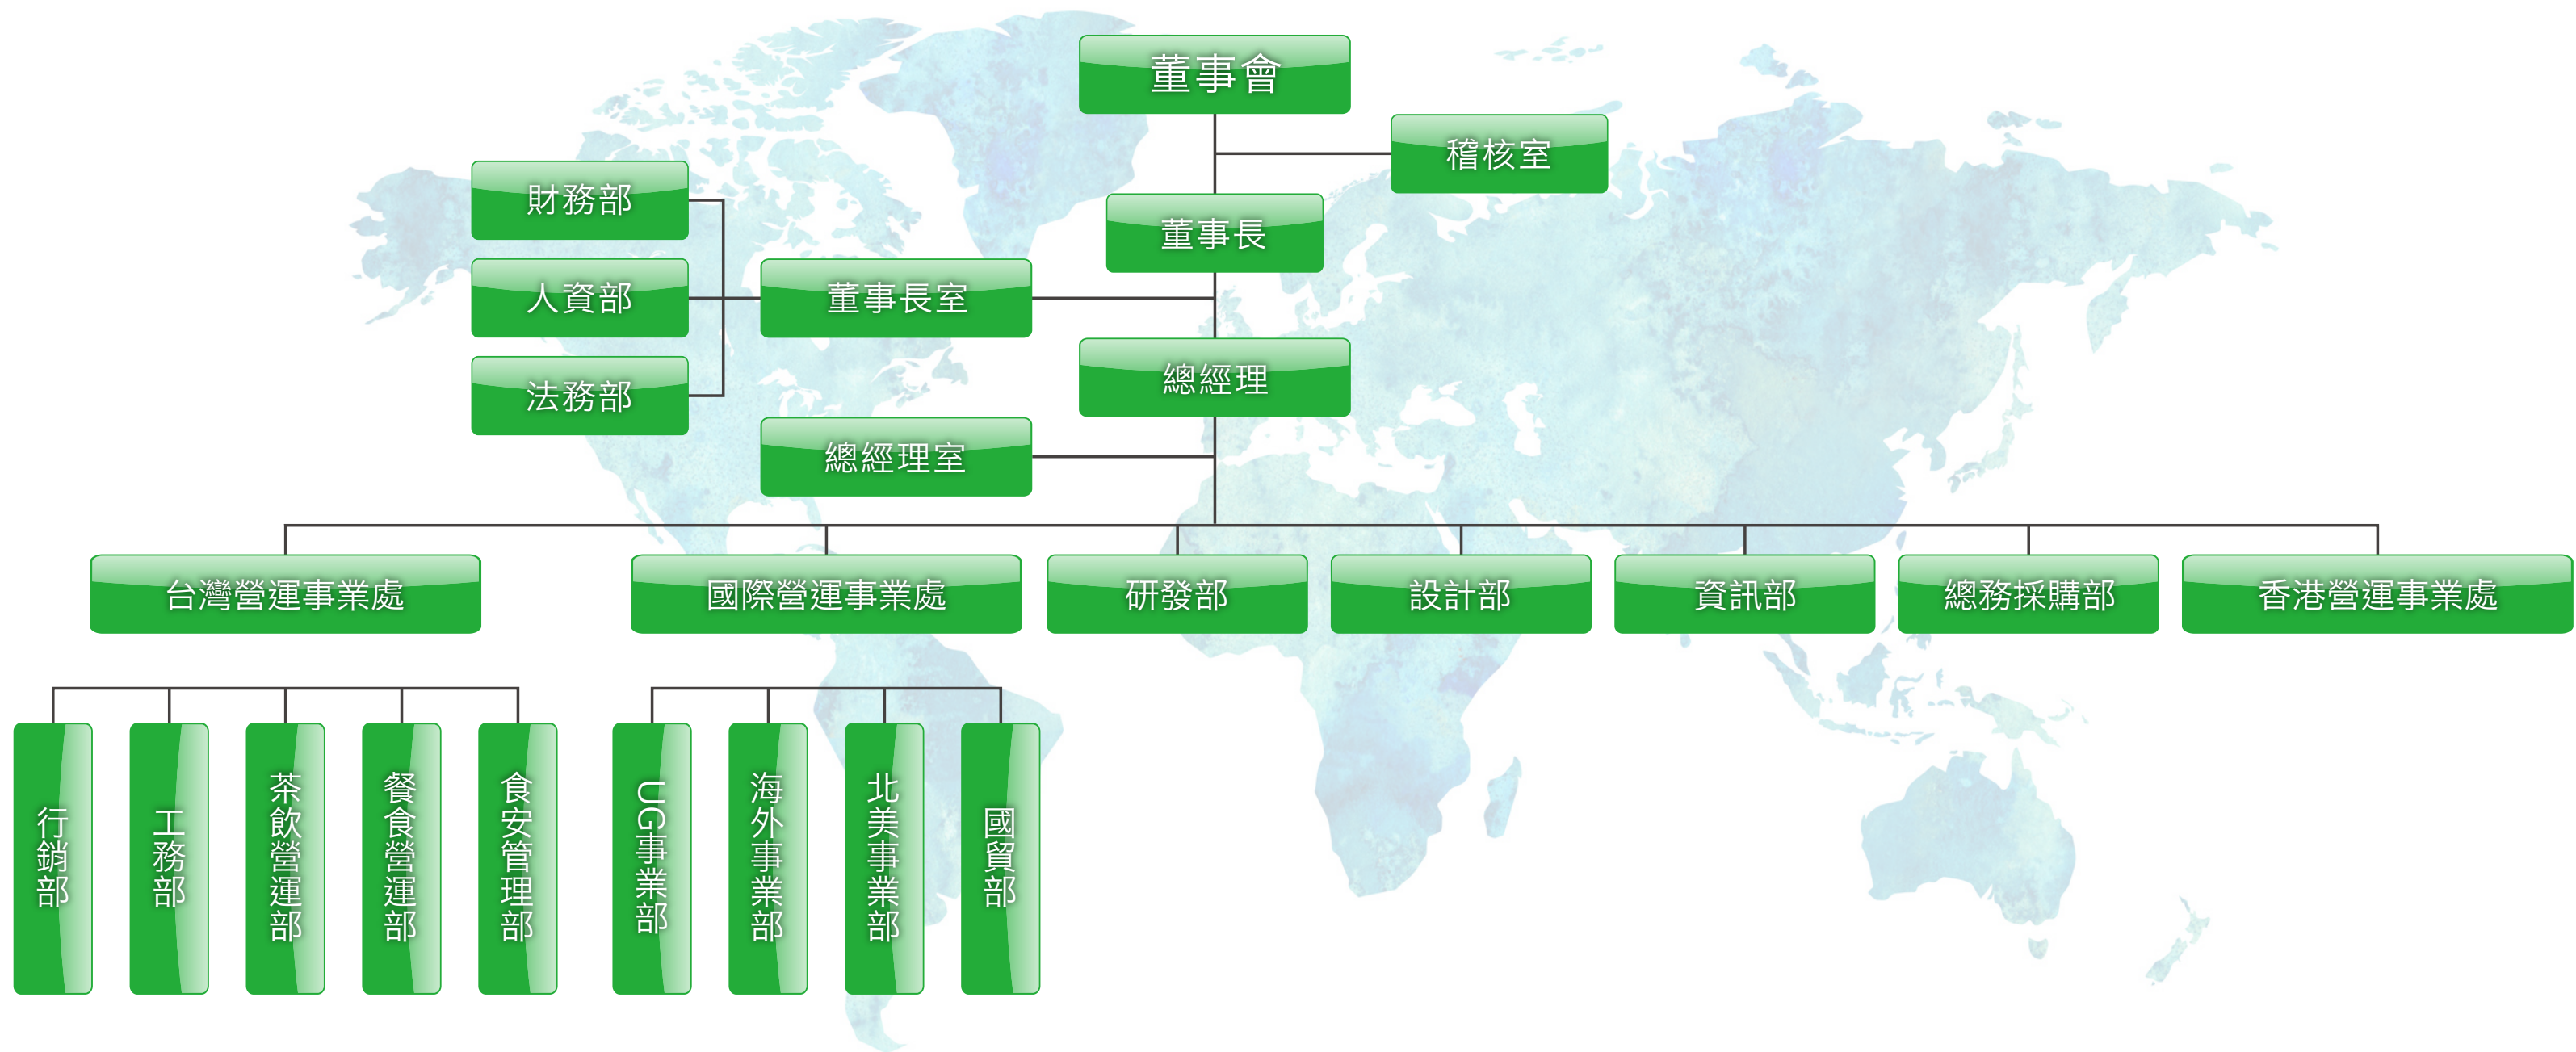 董事會
稽核室
董事長
財務部
人資部
法務部
董事長室
總經理
總經理室
台灣營運事業處
國際營運事業處
研發部
設計部
資訊部
總務採購部
香港營運事業處
行銷部
工務部
茶飲營運部
餐食營運部
食安管理部
UG事業部
海外事業部
北美事業部
國貿部